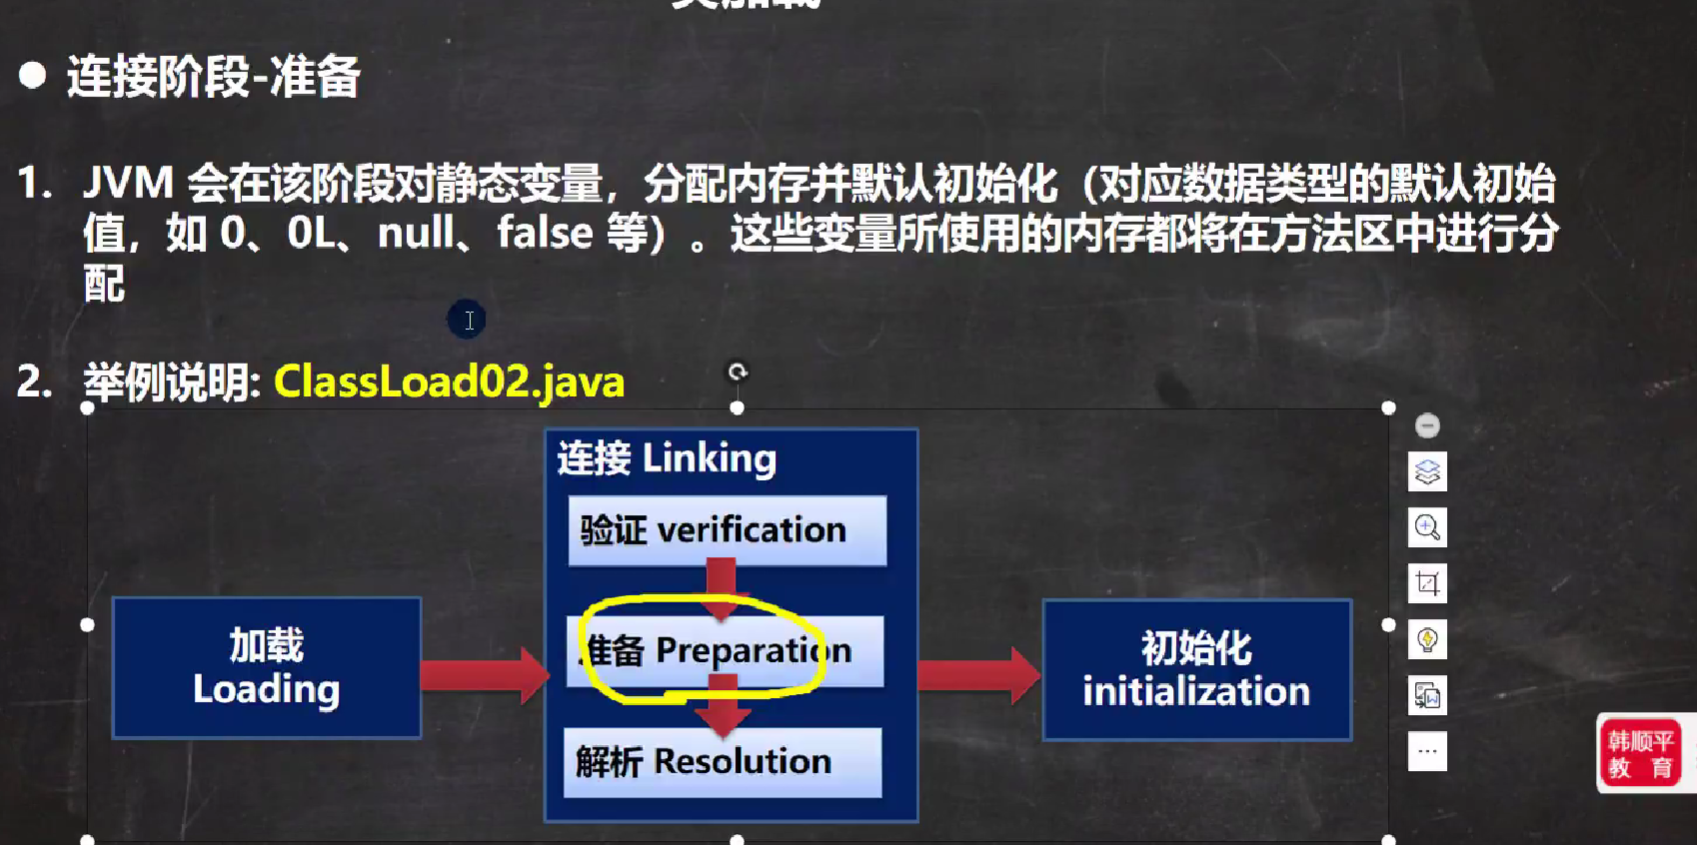 ● 连接阶段-准备
1. JVM 会在该阶段对静态变量，分配内存并默认初始化（对应数据类型的默认初始
值，如 0、0L、null、false 等）。这些变量所使用的内存都将在方法区中进行分
配
2. 举例说明: ClassLoad02.java
连接 Linking
验证 verification
准备 Preparation
解析 Resolution
加载
Loading
初始化
initialization
韩顺平
教 育